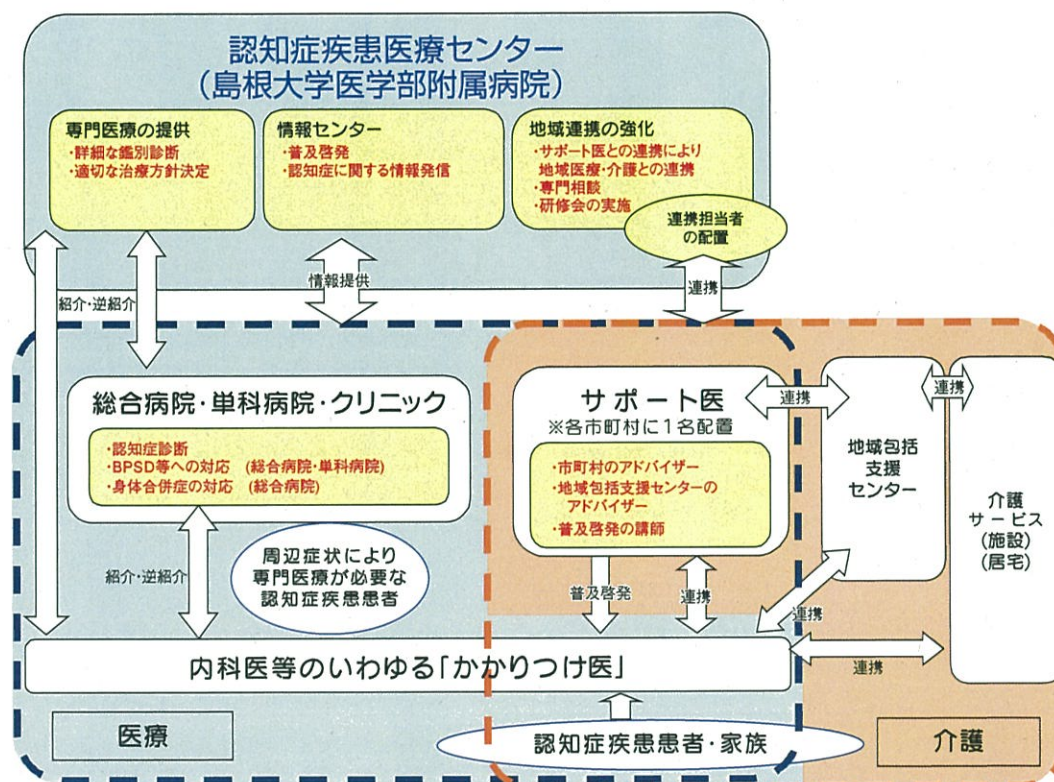 認知症疾患医療センター
(島根大学医学部附属病院)
専門医療の提供
・詳細な鑑別診断
・適切な治療方針決定
情報センター
・普及啓発
・認知症に関する情報発信
地域連携の強化
・サポート医との連携により
地域医療・介護との連携
・専門相談
・研修会の実施
連携担当者
の配置
紹介・逆紹介
情報提供
連携
総合病院・単科病院・クリニック
・認知症診断
・BPSD等への対応 (総合病院・単科病院)
・身体合併症の対応 (総合病院)
サポート医
※各市町村に1名配置
・市町村のアドバイザー
・地域包括支援センターの
アドバイザー
・普及啓発の講師
連携
地域包括
支援
センター
連携
介護
サービス
(施設)
(居宅)
紹介・逆紹介
周辺症状により
専門医療が必要な
認知症疾患患者
普及啓発
連携
連携
連携
内科医等のいわゆる「かかりつけ医」
医療
認知症疾患患者・家族
介護